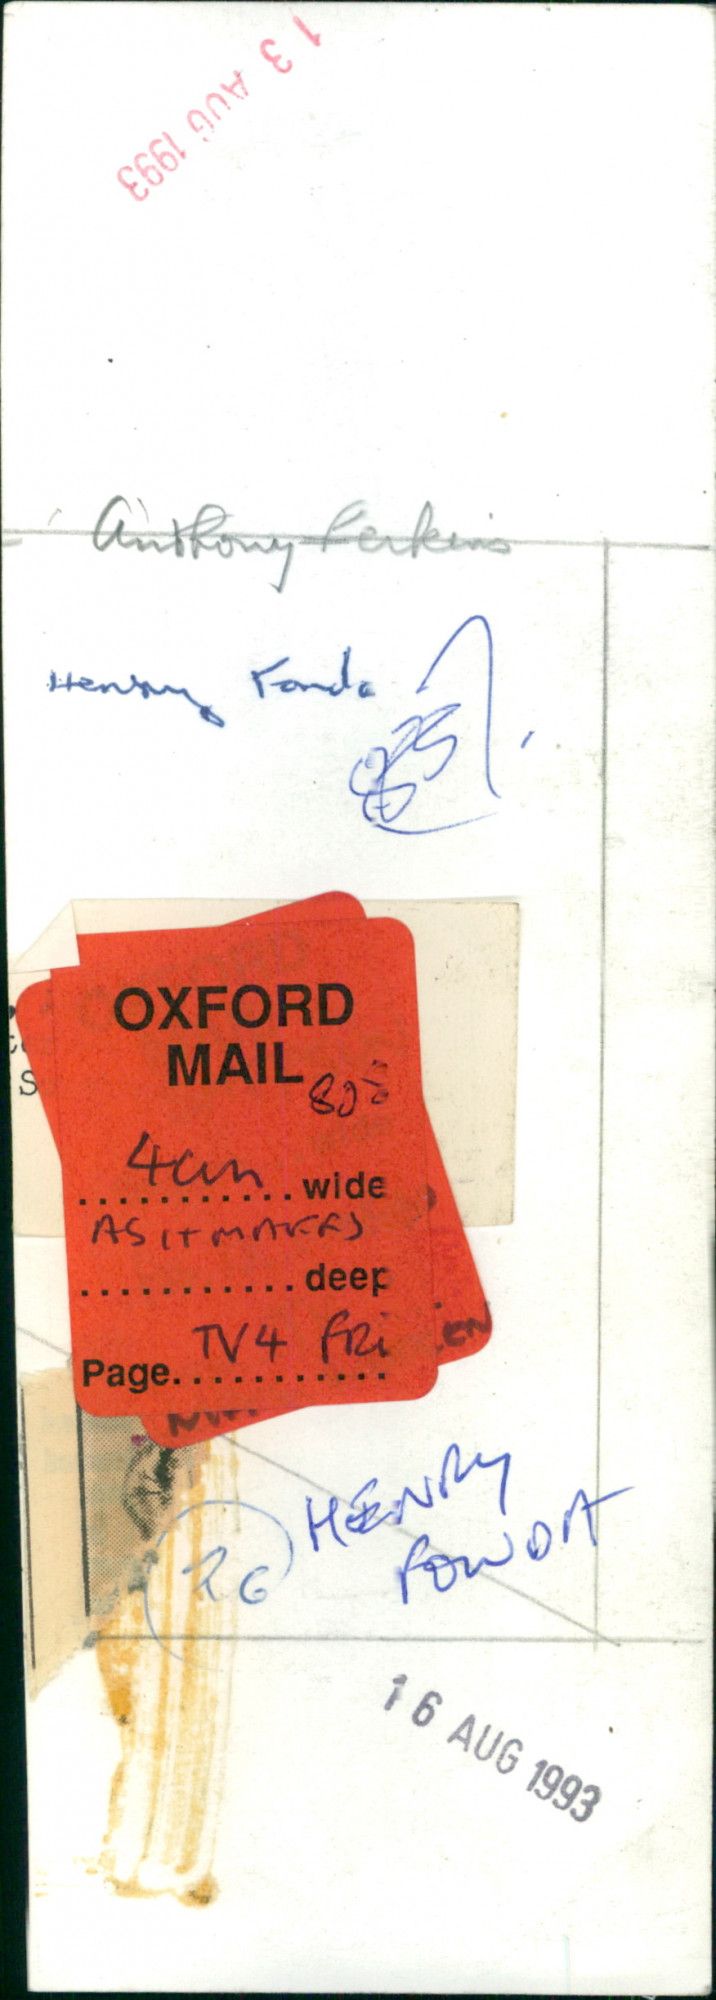 13 AUG 1993
Anthony Perkins
Henry Fonda
OXFORD
MAIL
4cm wide
AS IT MAKES
deep
Page TV4 FRI
HENRY
FONDA
26
16 AUG 1993